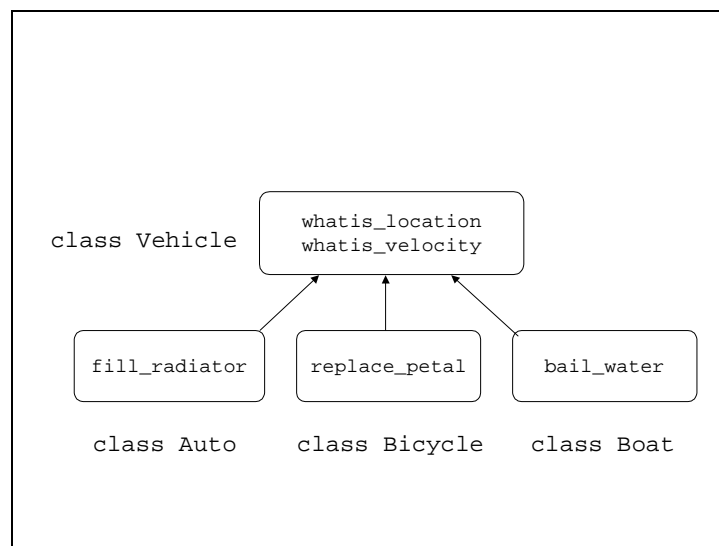 whatis_location
class Vehicle
whatis_velocity
fill_radiator
replace_petal
bail_water
class Auto
class Bicycle
class Boat